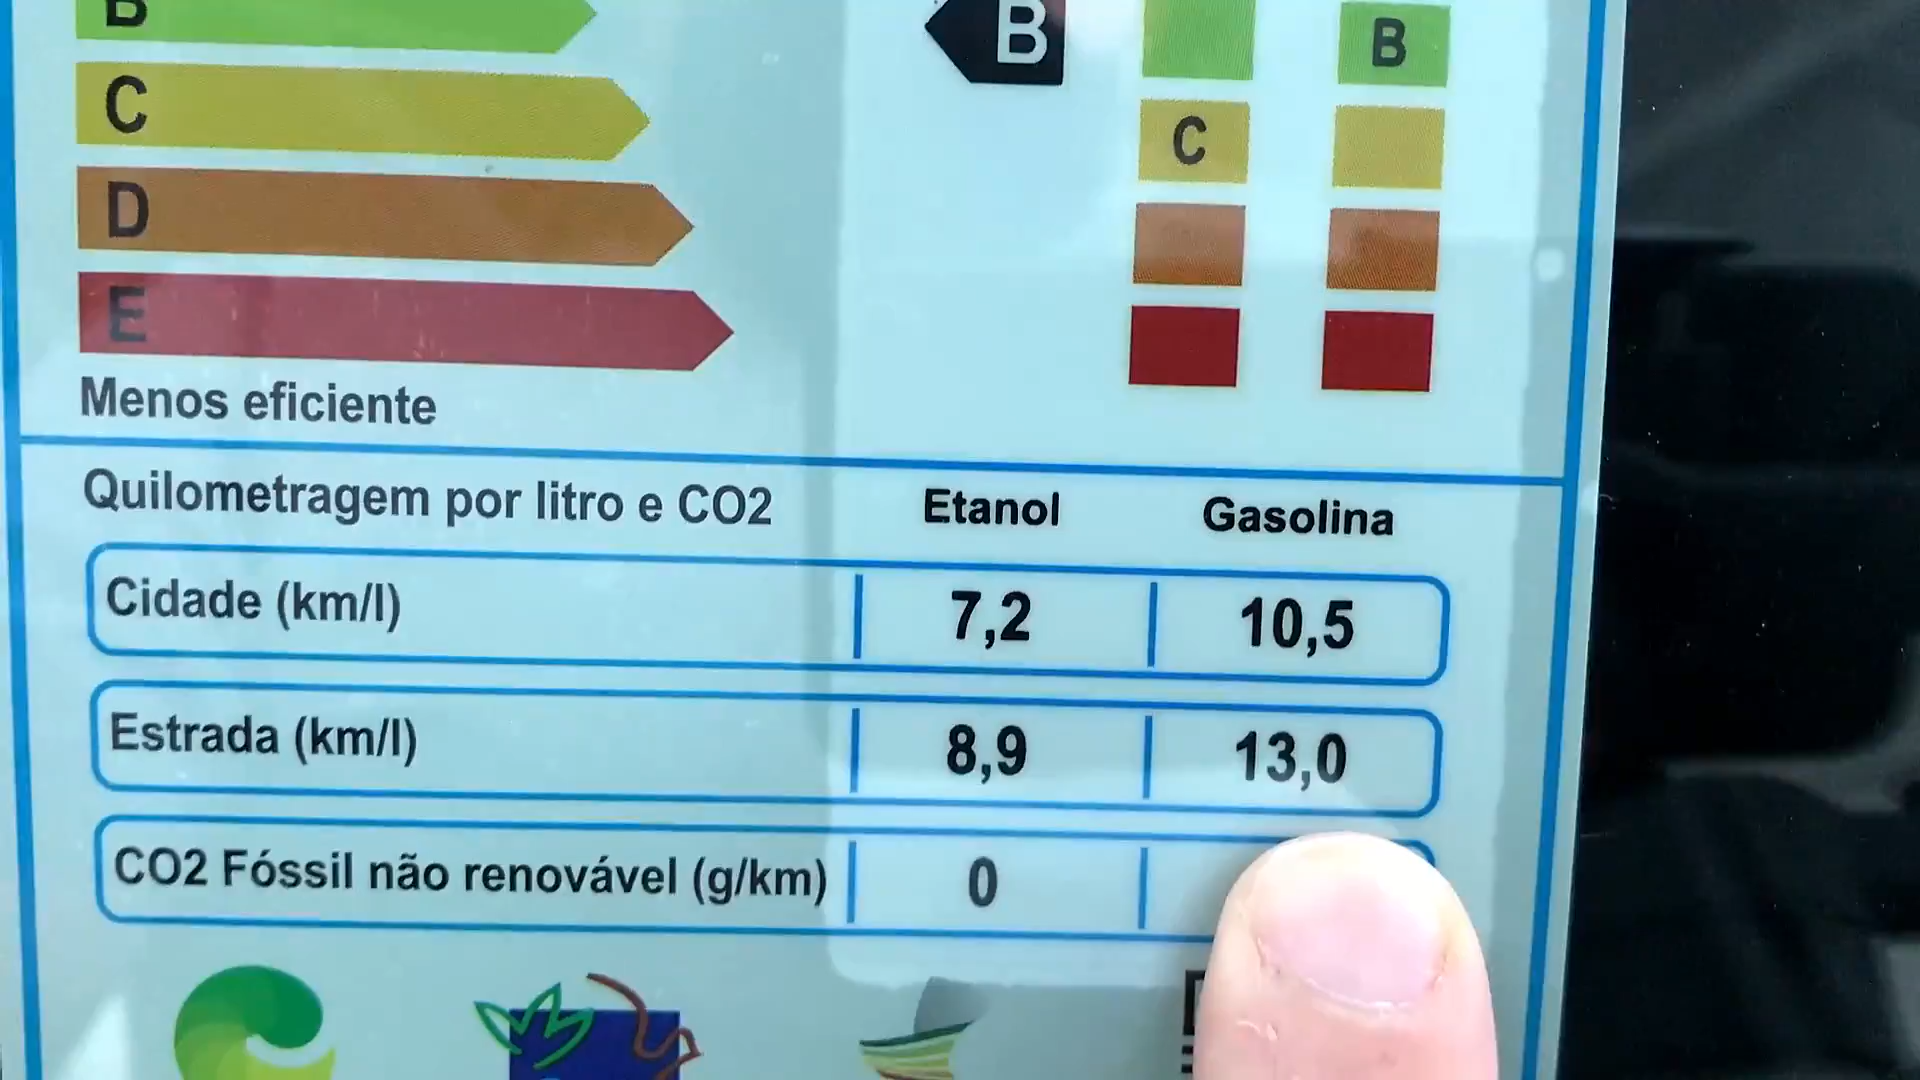 B
B
B
C
C
D
E
Menos eficiente
Quilometragem por litro e CO2 Etanol Gasolina
Cidade (km/l) 7,2 10,5
Estrada (km/l) 8,9 13,0
CO2 Fóssil não renovável (g/km) 0